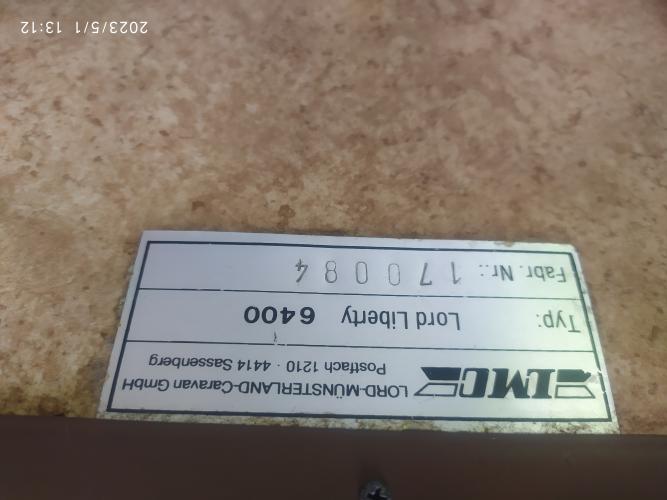 LMC LORD-MÜNSTERLAND-Caravan GmbH
Postfach 1210 · 4414 Sassenberg
Typ: Lord Liberty 6400
Fabr. Nr.: 170084
2023/5/1 13:12